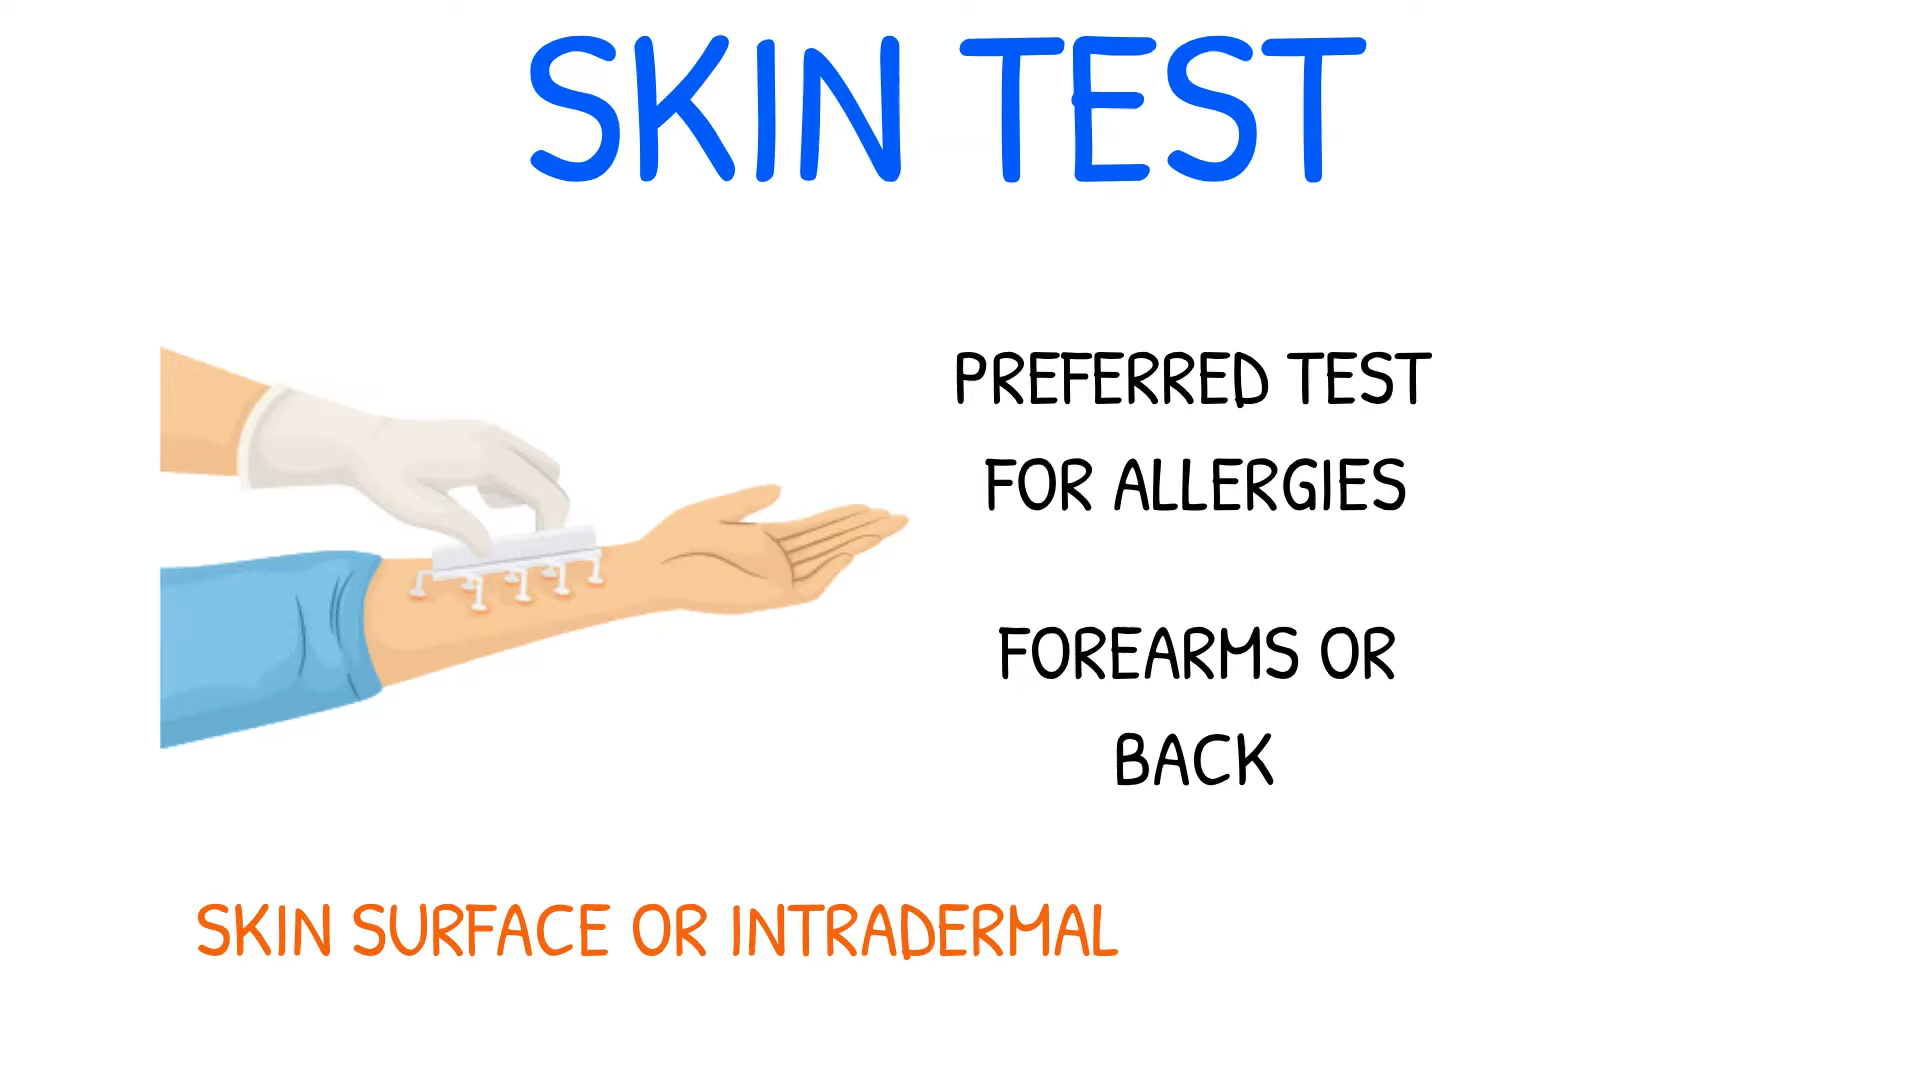 SKIN TEST
PREFERRED TEST
FOR ALLERGIES
FOREARMS OR
BACK
SKIN SURFACE OR INTRADERMAL